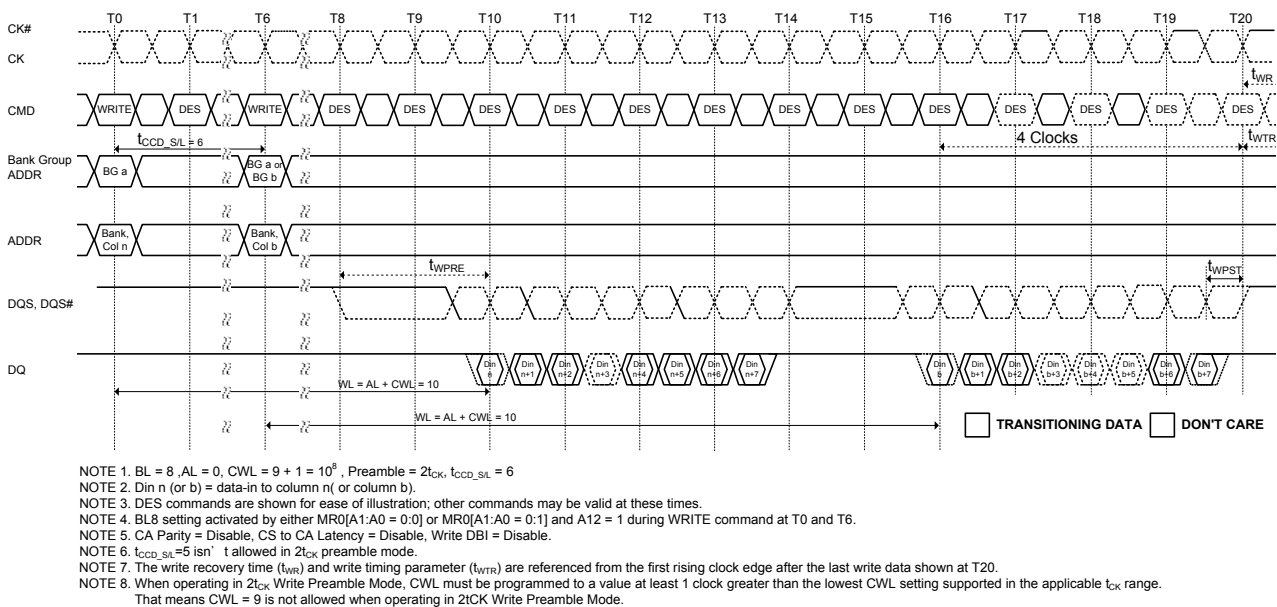 T0 T1 T6 T8 T10 T11 T12 T13 T14 T15 T16 T17 T18 T19 T20
CK#
CK
tWR
CMD WRITE DES WRITE DES DES DES DES DES DES DES DES DES DES DES DES DES
tCCD_S/L = 6
4 Clocks
tWTR
Bank Group
ADDR
BG a
BG a or
BG b
ADDR
Bank,
Col n
Bank,
Col b
tWPRE
tWPST
DQS, DQS#
DQ
Din
n
Din
n+1
Din
n+2
Din
n+3
Din
n+4
Din
n+5
Din
n+6
Din
n+7
Din
b
Din
b+1
Din
b+2
Din
b+3
Din
b+4
Din
b+5
Din
b+6
Din
b+7
WL = AL + CWL = 10
WL = AL + CWL = 10
TRANSITIONING DATA
DON'T CARE
NOTE 1. BL = 8 ,AL = 0, CWL = 9 + 1 = 10⁸ , Preamble = 2tCK, tCCD_S/L = 6
NOTE 2. Din n (or b) = data-in to column n( or column b).
NOTE 3. DES commands are shown for ease of illustration; other commands may be valid at these times.
NOTE 4. BL8 setting activated by either MR0[A1:A0 = 0:0] or MR0[A1:A0 = 0:1] and A12 = 1 during WRITE command at T0 and T6.
NOTE 5. CA Parity = Disable, CS to CA Latency = Disable, Write DBI = Disable.
NOTE 6. tCCD_S/L=5 isn’ t allowed in 2tCK preamble mode.
NOTE 7. The write recovery time (tWR) and write timing parameter (tWTR) are referenced from the first rising clock edge after the last write data shown at T20.
NOTE 8. When operating in 2tCK Write Preamble Mode, CWL must be programmed to a value at least 1 clock greater than the lowest CWL setting supported in the applicable tCK range.
That means CWL = 9 is not allowed when operating in 2tCK Write Preamble Mode.